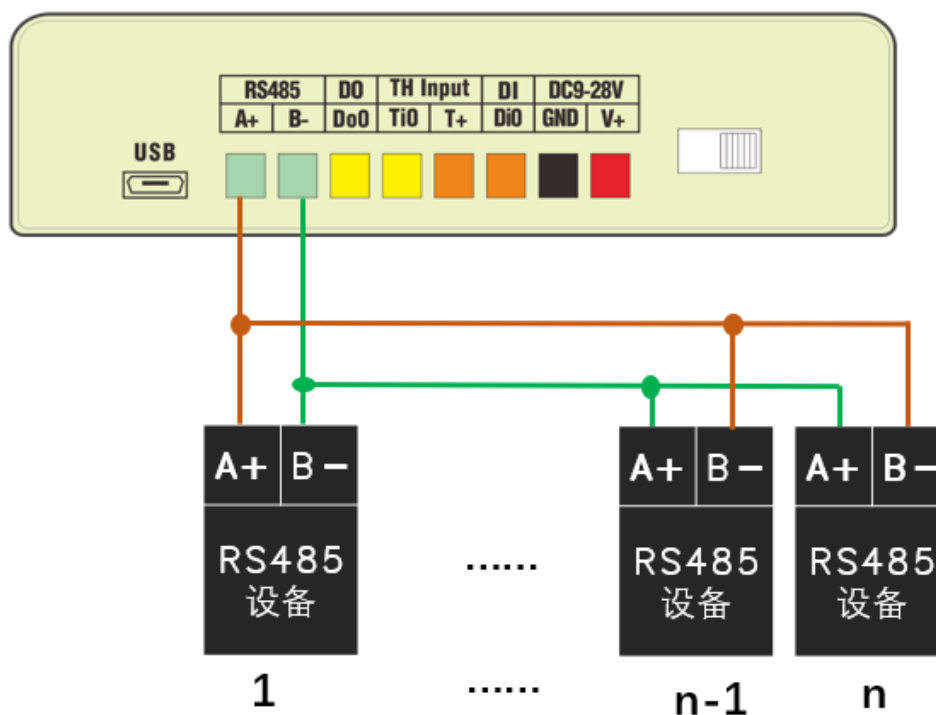 RS485 DO TH Input DI DC9-28V
A+ B- Do0 Ti0 T+ Di0 GND V+
USB
A+ B- A+ B- A+ B-
RS485 …… RS485 RS485
设备 设备 设备
1 …… n-1 n